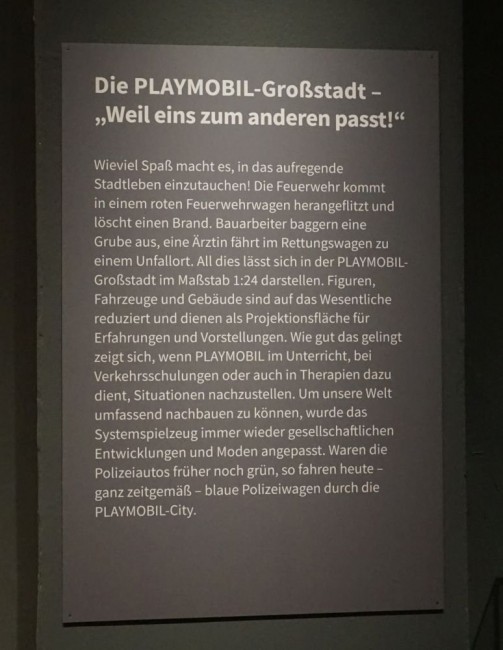 Die PLAYMOBIL-Großstadt –
„Weil eins zum anderen passt!“
Wieviel Spaß macht es, in das aufregende
Stadtleben einzutauchen! Die Feuerwehr kommt
in einem roten Feuerwehrwagen herangeflitzt und
löscht einen Brand. Bauarbeiter baggern eine
Grube aus, eine Ärztin fährt im Rettungswagen zu
einem Unfallort. All dies lässt sich in der PLAYMOBIL-
Großstadt im Maßstab 1:24 darstellen. Figuren,
Fahrzeuge und Gebäude sind auf das Wesentliche
reduziert und dienen als Projektionsfläche für
Erfahrungen und Vorstellungen. Wie gut das gelingt
zeigt sich, wenn PLAYMOBIL im Unterricht, bei
Verkehrsschulungen oder auch in Therapien dazu
dient, Situationen nachzustellen. Um unsere Welt
umfassend nachbauen zu können, wurde das
Systemspielzeug immer wieder gesellschaftlichen
Entwicklungen und Moden angepasst. Waren die
Polizeiautos früher noch grün, so fahren heute –
ganz zeitgemäß – blaue Polizeiwagen durch die
PLAYMOBIL-City.